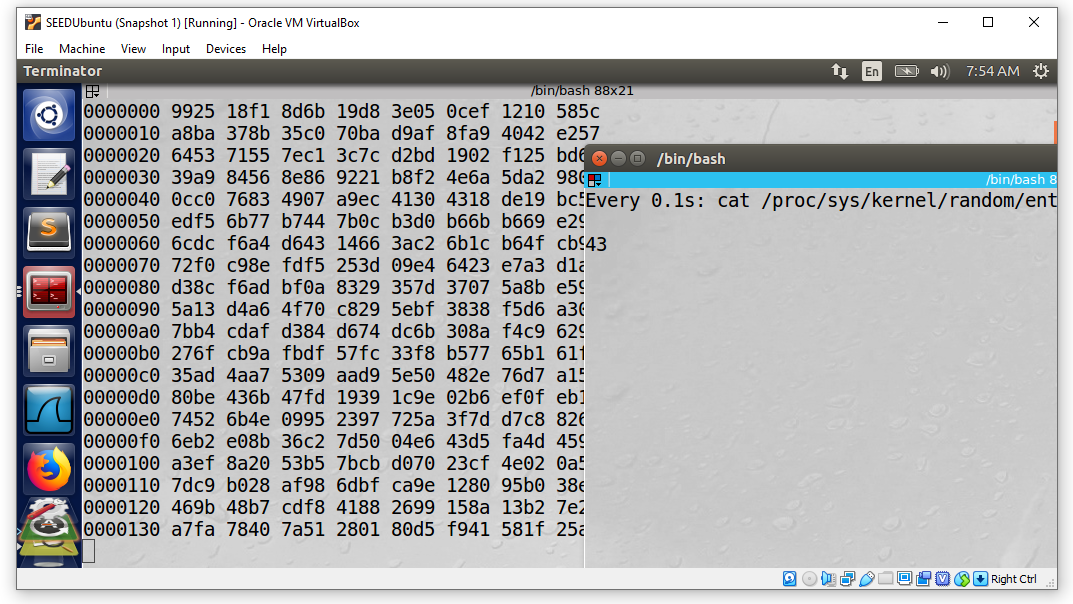 SEEDUbuntu (Snapshot 1) [Running] - Oracle VM VirtualBox
File Machine View Input Devices Help
Terminator En 7:54 AM
/bin/bash 88x21
0000000 9925 18f1 8d6b 19d8 3e05 0cef 1210 585c
0000010 a8ba 378b 35c0 70ba d9af 8fa9 4042 e257
0000020 6453 7155 7ec1 3c7c d2bd 1902 f125 bd6
0000030 39a9 8456 8e86 9221 b8f2 4e6a 5da2 980
0000040 0cc0 7683 4907 a9ec 4130 4318 de19 bc5
0000050 edf5 6b77 b744 7b0c b3d0 b66b b669 e29
0000060 6cdc f6a4 d643 1466 3ac2 6b1c b64f cb9
0000070 72f0 c98e fdf5 253d 09e4 6423 e7a3 d1a
0000080 d38c f6ad bf0a 8329 357d 3707 5a8b e59
0000090 5a13 d4a6 4f70 c829 5ebf 3838 f5d6 a30
00000a0 7bb4 cdaf d384 d674 dc6b 308a f4c9 629
00000b0 276f cb9a fbdf 57fc 33f8 b577 65b1 61f
00000c0 35ad 4aa7 5309 aad9 5e50 482e 76d7 a15
00000d0 80be 436b 47fd 1939 1c9e 02b6 ef0f eb1
00000e0 7452 6b4e 0995 2397 725a 3f7d d7c8 826
00000f0 6eb2 e08b 36c2 7d50 04e6 43d5 fa4d 459
0000100 a3ef 8a20 53b5 7bcb d070 23cf 4e02 0a5
0000110 7dc9 b028 af98 6dbf ca9e 1280 95b0 38e
0000120 469b 48b7 cdf8 4188 2699 158a 13b2 7e2
0000130 a7fa 7840 7a51 2801 80d5 f941 581f 25a
/bin/bash
/bin/bash 8
Every 0.1s: cat /proc/sys/kernel/random/ent
43
Right Ctrl